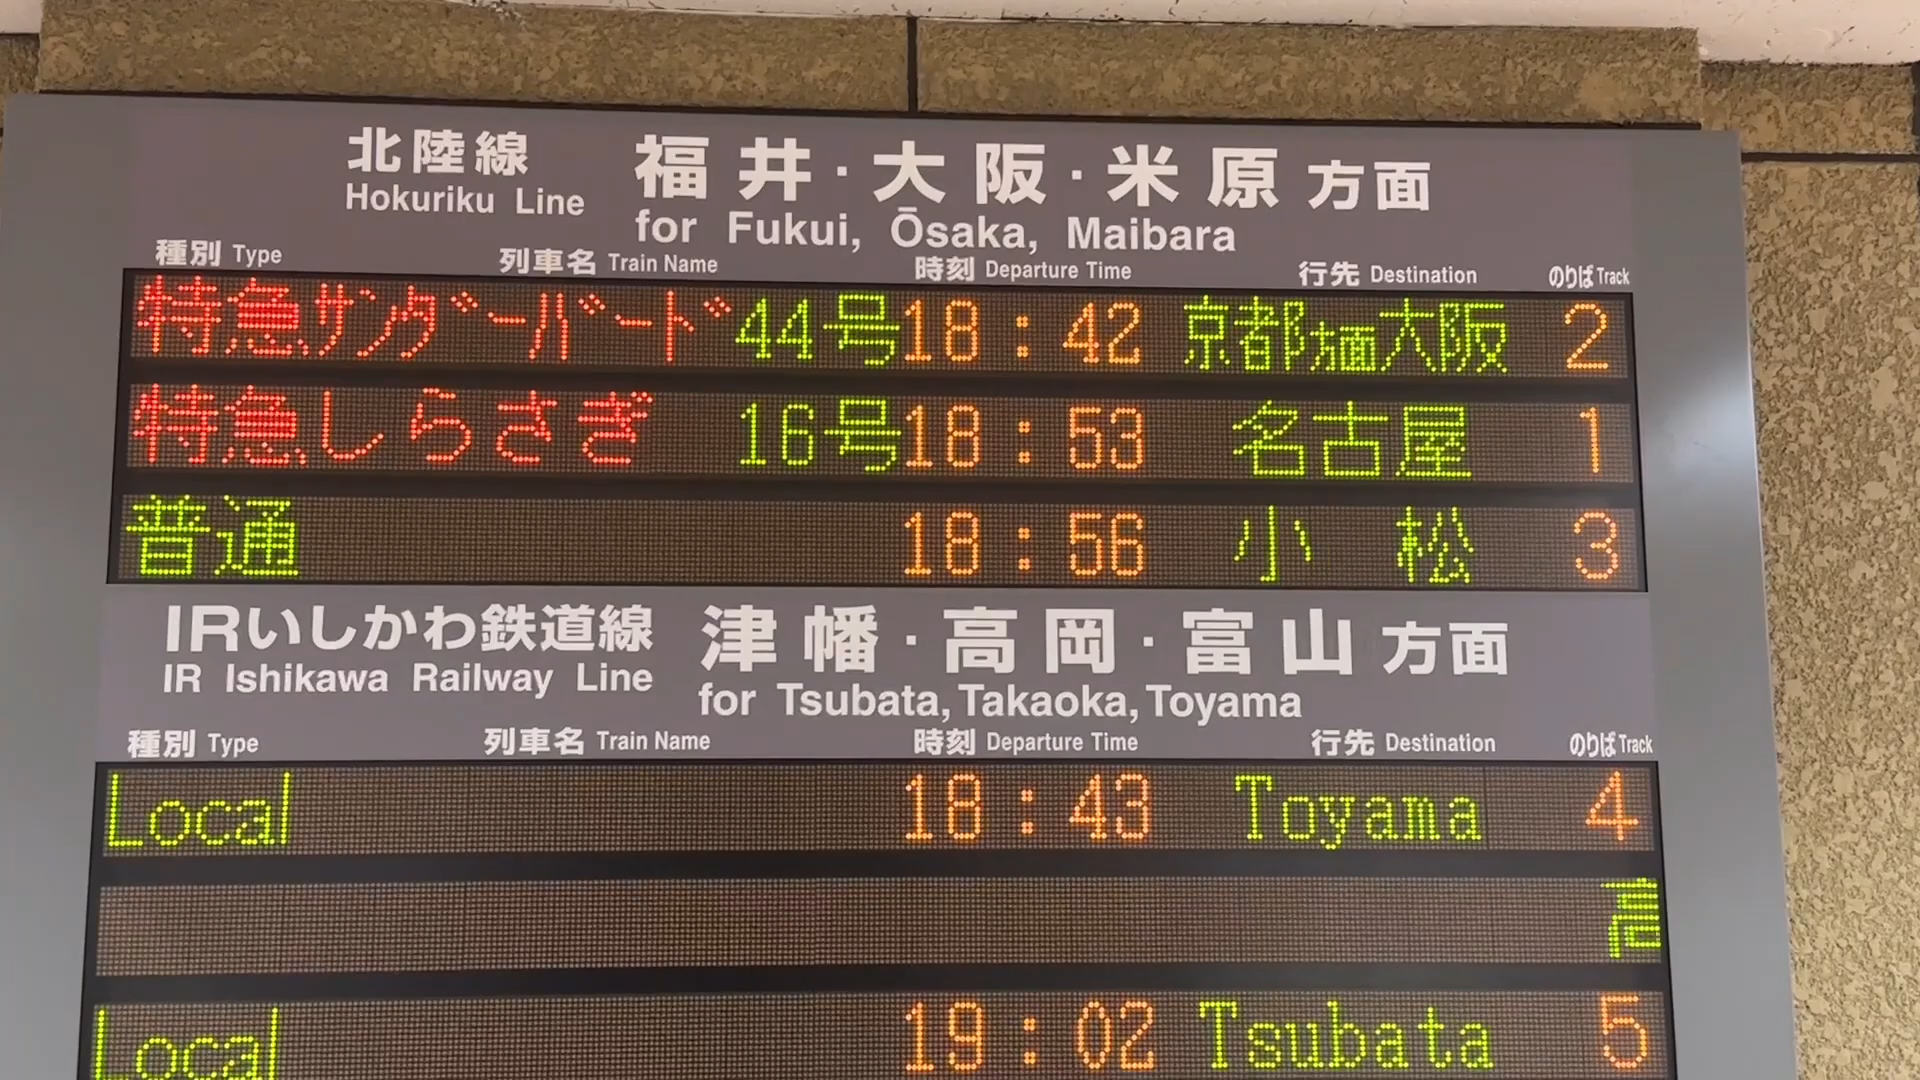 北陸線 福井・大阪・米原 方面
Hokuriku Line for Fukui, Ōsaka, Maibara
種別 Type 列車名 Train Name 時刻 Departure Time 行先 Destination のりば Track
特急サンダーバード 44号 18:42 京都方面大阪 2
特急しらさぎ 16号 18:53 名古屋 1
普通 18:56 小 松 3
IRいしかわ鉄道線 津幡・高岡・富山 方面
IR Ishikawa Railway Line for Tsubata, Takaoka, Toyama
種別 Type 列車名 Train Name 時刻 Departure Time 行先 Destination のりば Track
Local 18:43 Toyama 4
高
Local 19:02 Tsubata 5